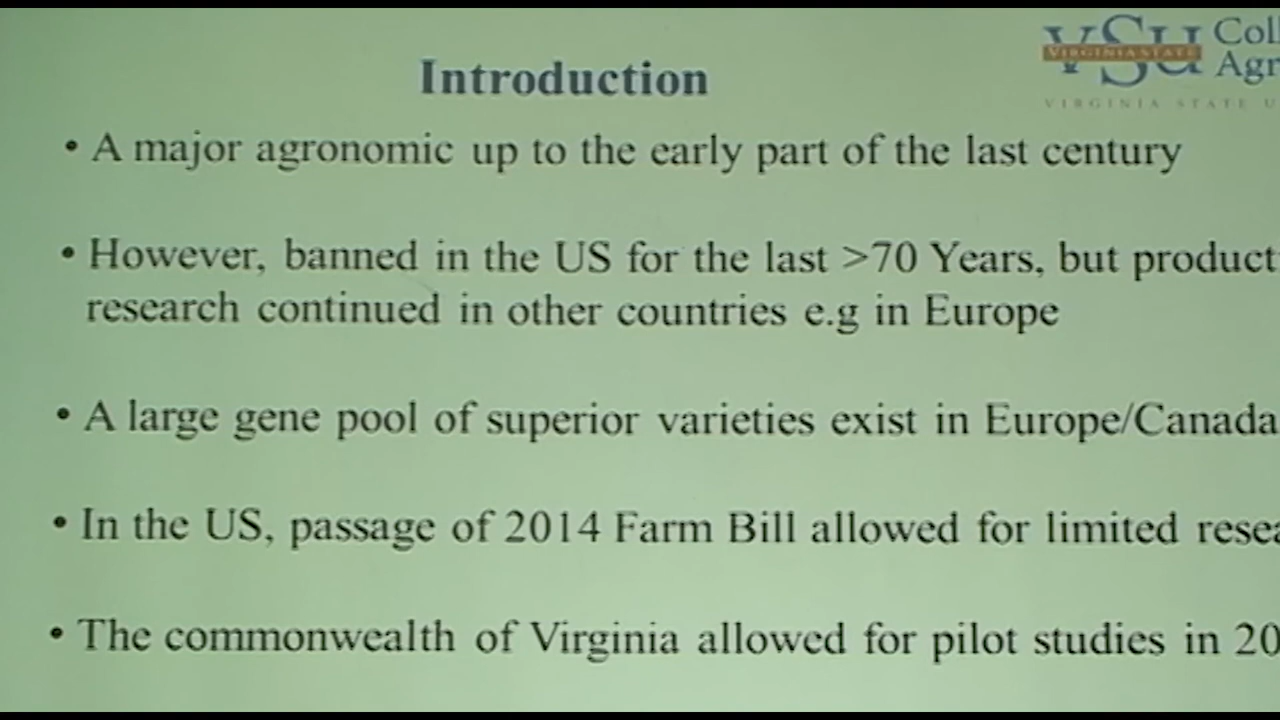 VSU Coll
VIRGINIA STATE
Agr
VIRGINIA STATE U
Introduction
• A major agronomic up to the early part of the last century
• However, banned in the US for the last >70 Years, but product
research continued in other countries e.g in Europe
• A large gene pool of superior varieties exist in Europe/Canada
• In the US, passage of 2014 Farm Bill allowed for limited resea
• The commonwealth of Virginia allowed for pilot studies in 20